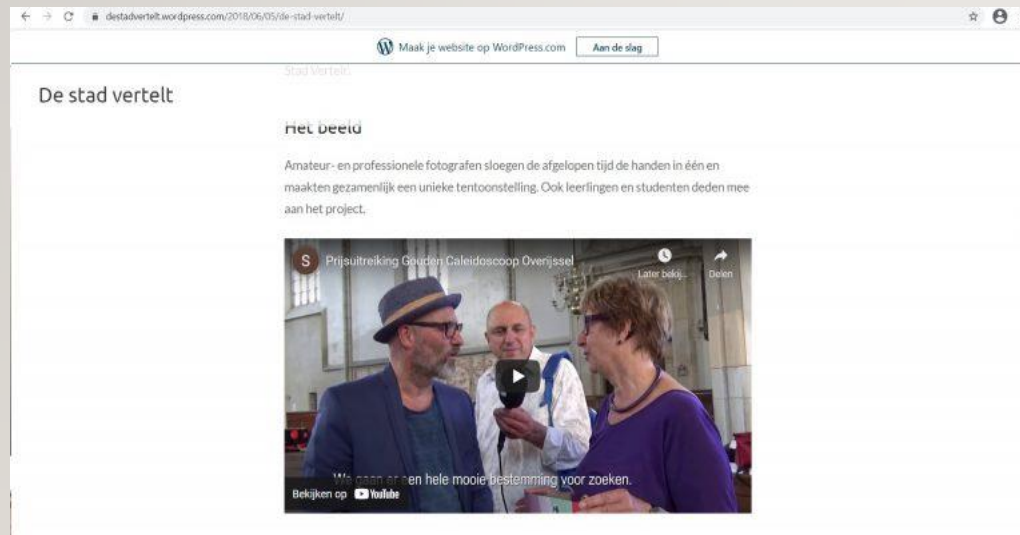 destadvertelt.wordpress.com/2018/06/05/de-stad-vertelt/
Maak je website op WordPress.com Aan de slag
Stad Vertelt'.
De stad vertelt
Het beeld
Amateur- en professionele fotografen sloegen de afgelopen tijd de handen in één en
maakten gezamenlijk een unieke tentoonstelling. Ook leerlingen en studenten deden mee
aan het project.
S Prijsuitreiking Gouden Caleidoscoop Overijssel
Later bekij... Delen
We gaan er een hele mooie bestemming voor zoeken.
Bekijken op YouTube